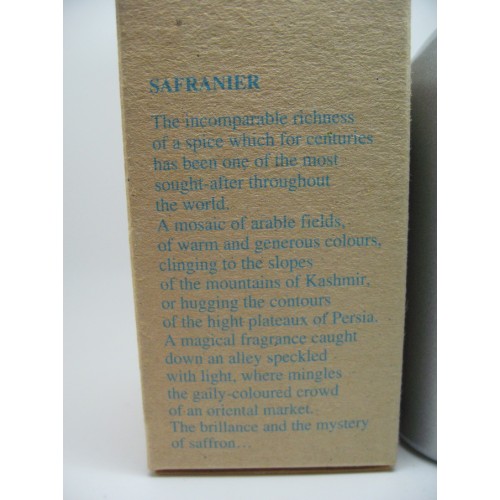 SAFRANIER
The incomparable richness
of a spice which for centuries
has been one of the most
sought-after throughout
the world.
A mosaic of arable fields,
of warm and generous colours,
clinging to the slopes
of the mountains of Kashmir,
or hugging the contours
of the hight plateaux of Persia.
A magical fragrance caught
down an alley speckled
with light, where mingles
the gaily-coloured crowd
of an oriental market.
The brillance and the mystery
of saffron...